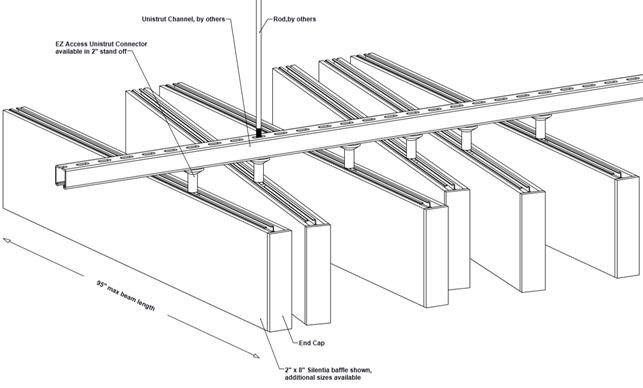 Unistrut Channel, by others
Rod,by others
EZ Access Unistrut Connector
available in 2" stand off
95" max beam length
End Cap
2" x 8" Silentia baffle shown,
additional sizes available